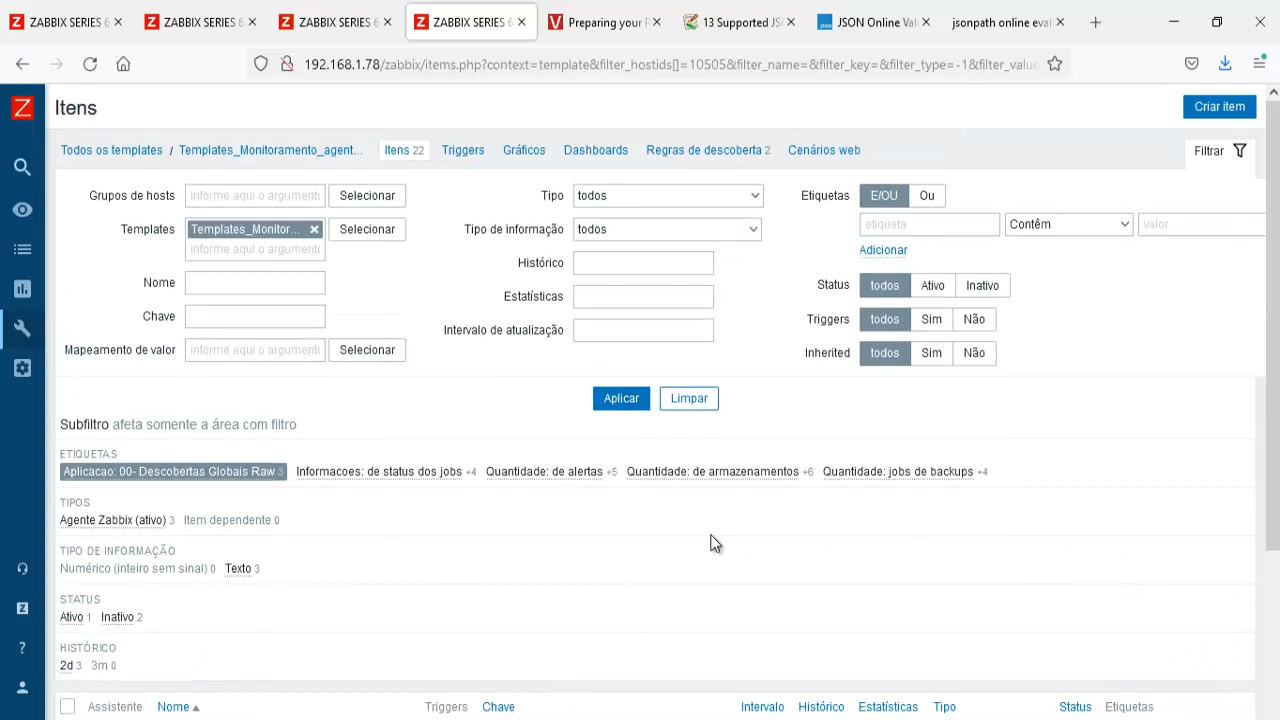 ZABBIX SERIES 6
ZABBIX SERIES 6
ZABBIX SERIES 6
ZABBIX SERIES 6
Preparing your P
13 Supported JS
JSON Online Vali
jsonpath online eval
192.168.1.78/zabbix/items.php?context=template&filter_hostids[]=10505&filter_name=&filter_key=&filter_type=-1&filter_value
Itens
Criar item
Todos os templates / Templates_Monitoramento_agent... Itens 22 Triggers Gráficos Dashboards Regras de descoberta 2 Cenários web
Filtrar
Grupos de hosts informe aqui o argumento Selecionar
Tipo todos
Etiquetas E/OU Ou
Templates Templates_Monitor... Selecionar
informe aqui o argumento
Tipo de informação todos
etiqueta Contêm valor
Adicionar
Nome
Histórico
Status todos Ativo Inativo
Chave
Estatísticas
Triggers todos Sim Não
Mapeamento de valor informe aqui o argumento Selecionar
Intervalo de atualização
Inherited todos Sim Não
Aplicar Limpar
Subfiltro afeta somente a área com filtro
ETIQUETAS
Aplicacao: 00- Descobertas Globais Raw 3 Informacoes: de status dos jobs +4 Quantidade: de alertas +5 Quantidade: de armazenamentos +6 Quantidade: jobs de backups +4
TIPOS
Agente Zabbix (ativo) 3 Item dependente 0
TIPO DE INFORMAÇÃO
Numérico (inteiro sem sinal) 0 Texto 3
STATUS
Ativo 1 Inativo 2
HISTÓRICO
2d 3 3m 0
Assistente Nome Triggers Chave Intervalo Histórico Estatísticas Tipo Status Etiquetas